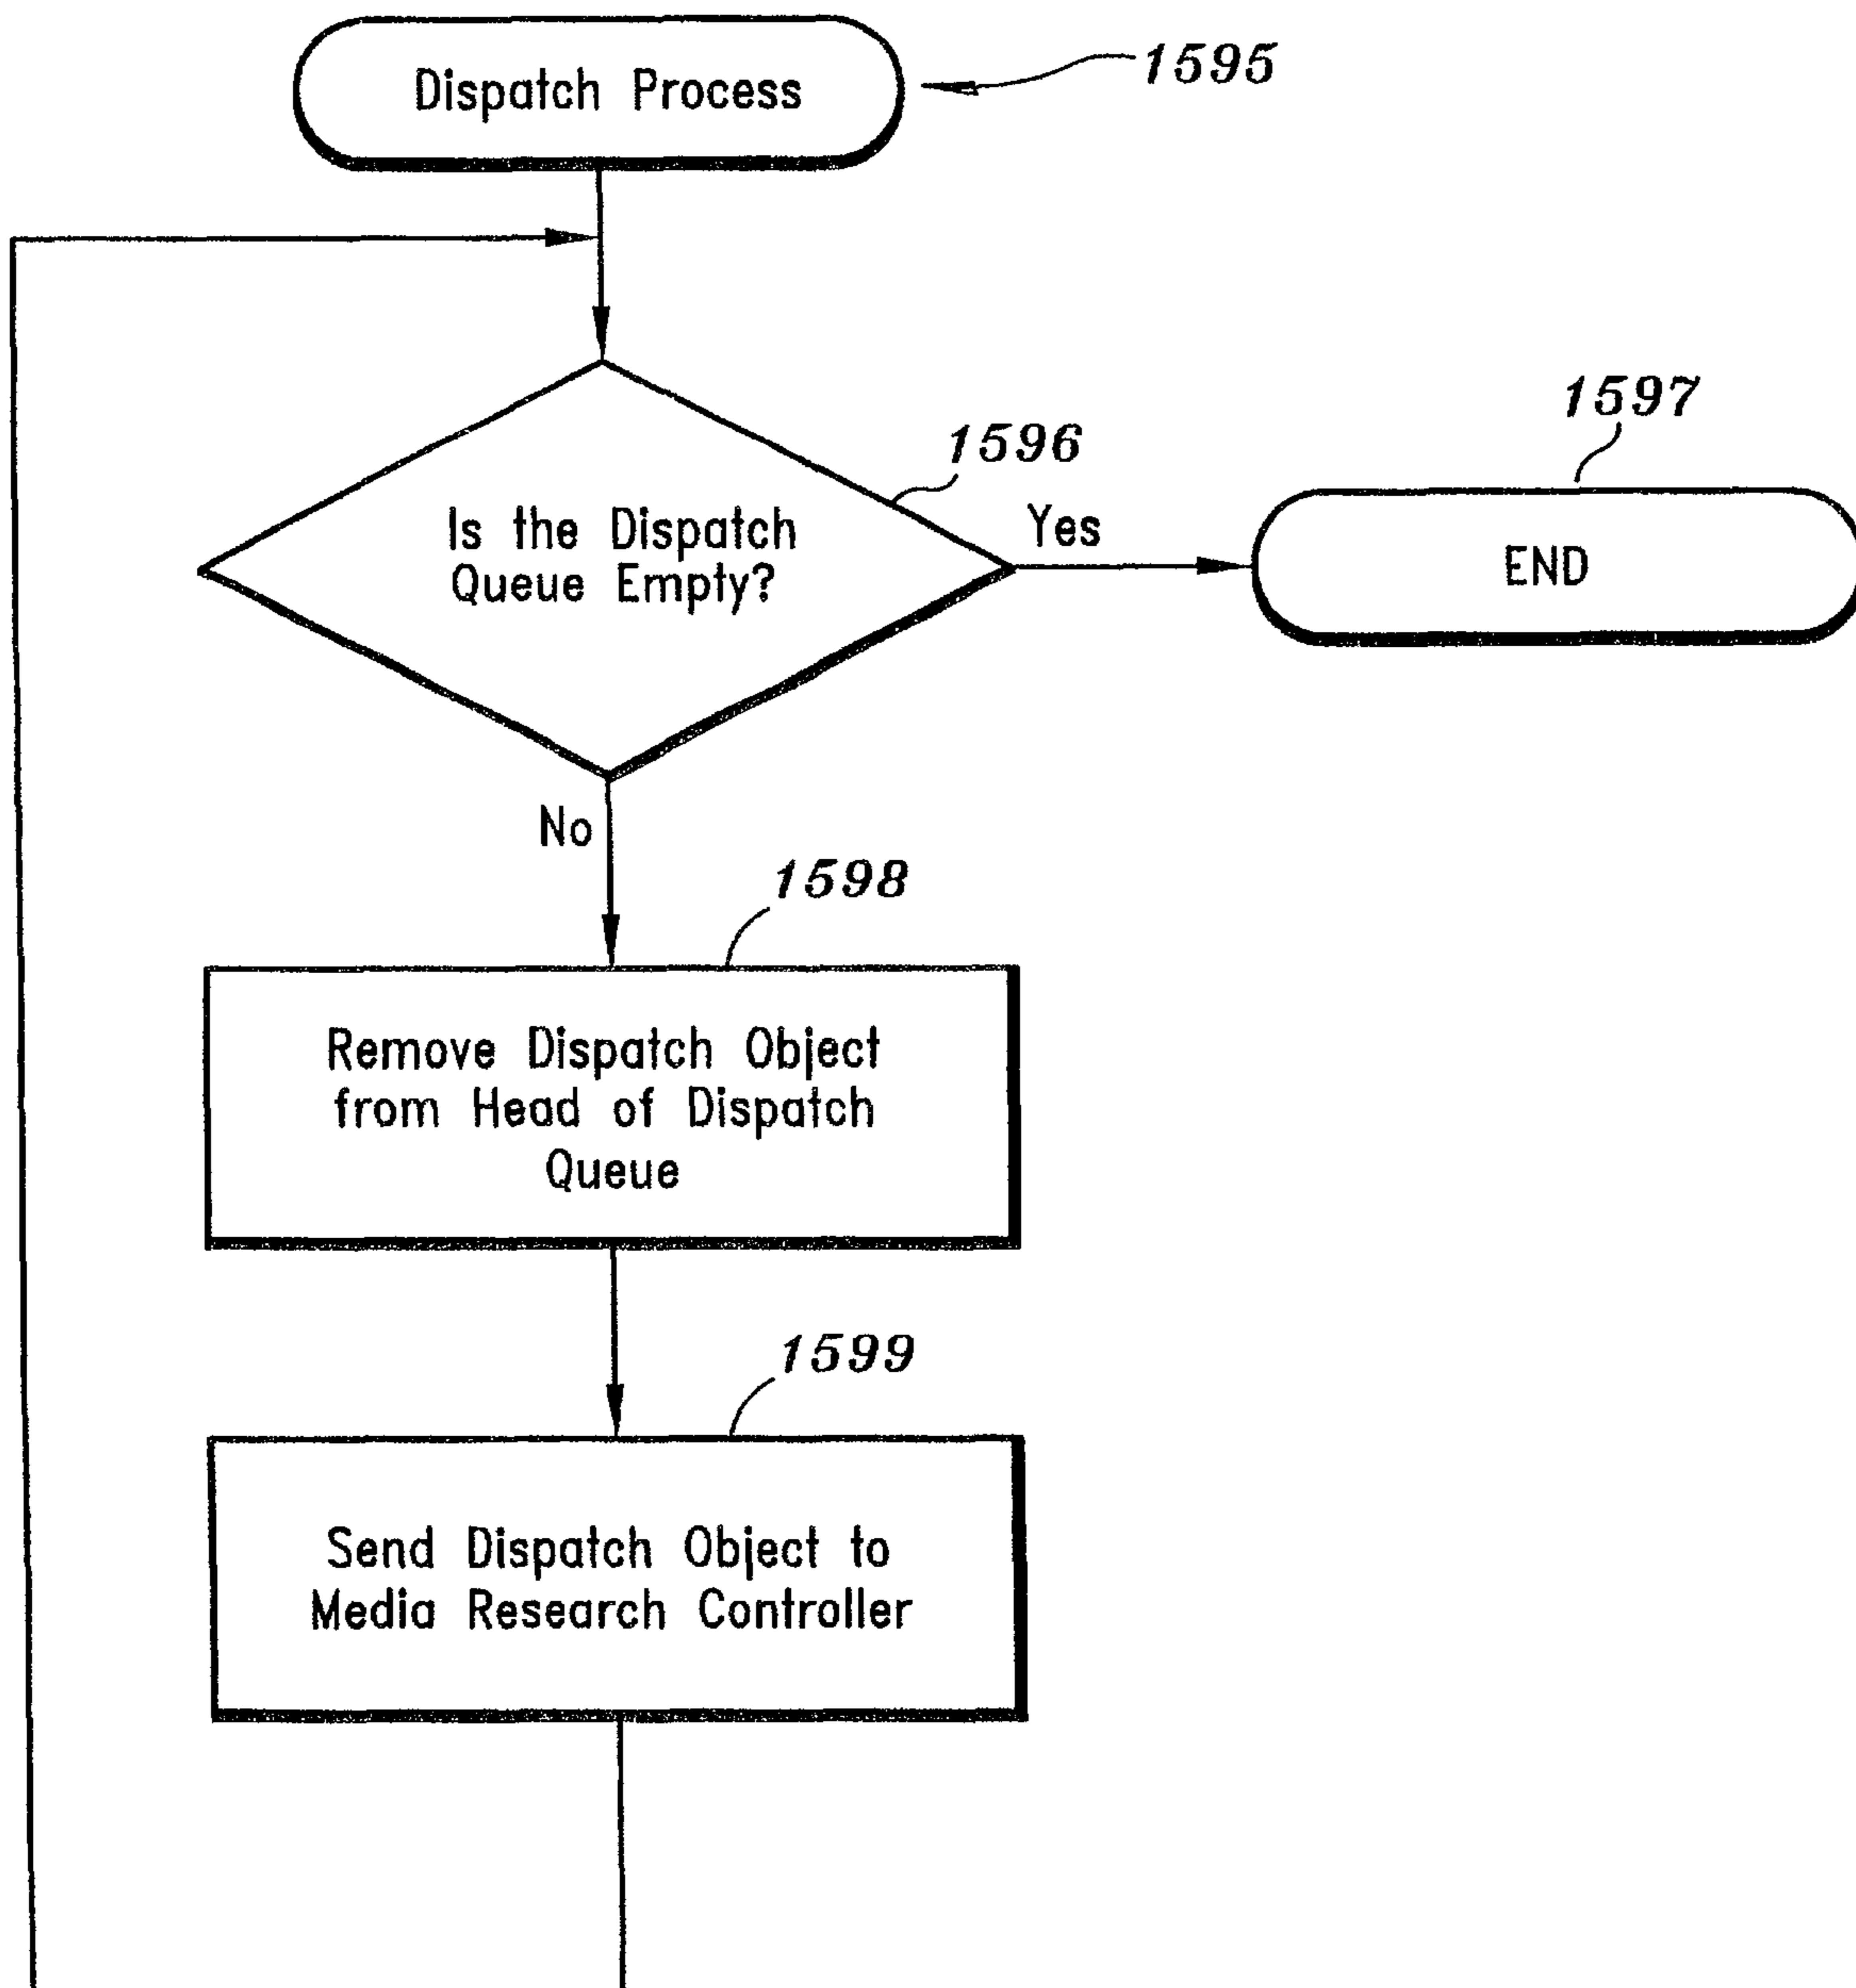 Dispatch Process
1595
1596
Is the Dispatch
Queue Empty?
Yes
1597
END
No
1598
Remove Dispatch Object
from Head of Dispatch
Queue
1599
Send Dispatch Object to
Media Research Controller